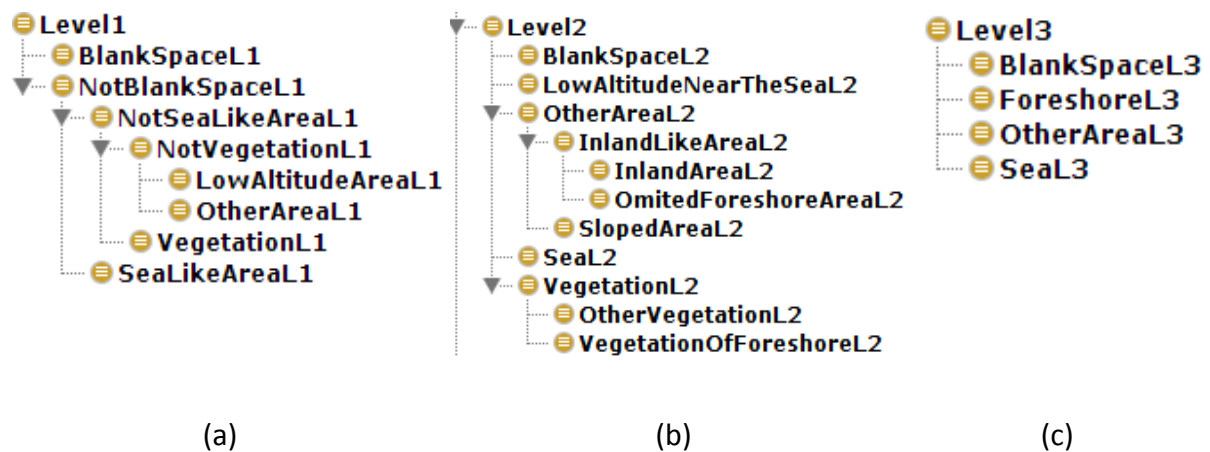 Level1
BlankSpaceL1
NotBlankSpaceL1
NotSeaLikeAreaL1
NotVegetationL1
LowAltitudeAreaL1
OtherAreaL1
VegetationL1
SeaLikeAreaL1
(a)
Level2
BlankSpaceL2
LowAltitudeNearTheSeaL2
OtherAreaL2
InlandLikeAreaL2
InlandAreaL2
OmitedForeshoreAreaL2
SlopedAreaL2
SeaL2
VegetationL2
OtherVegetationL2
VegetationOfForeshoreL2
(b)
Level3
BlankSpaceL3
ForeshoreL3
OtherAreaL3
SeaL3
(c)